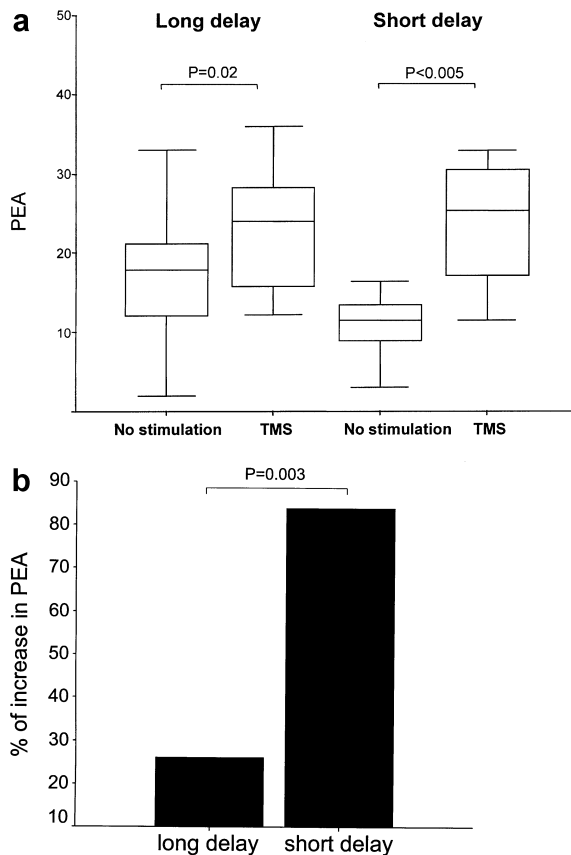 a
Long delay Short delay
P=0.02 P<0.005
PEA
50
40
30
20
10
No stimulation TMS No stimulation TMS
b
P=0.003
% of increase in PEA
90
80
70
60
50
40
30
20
10
long delay short delay